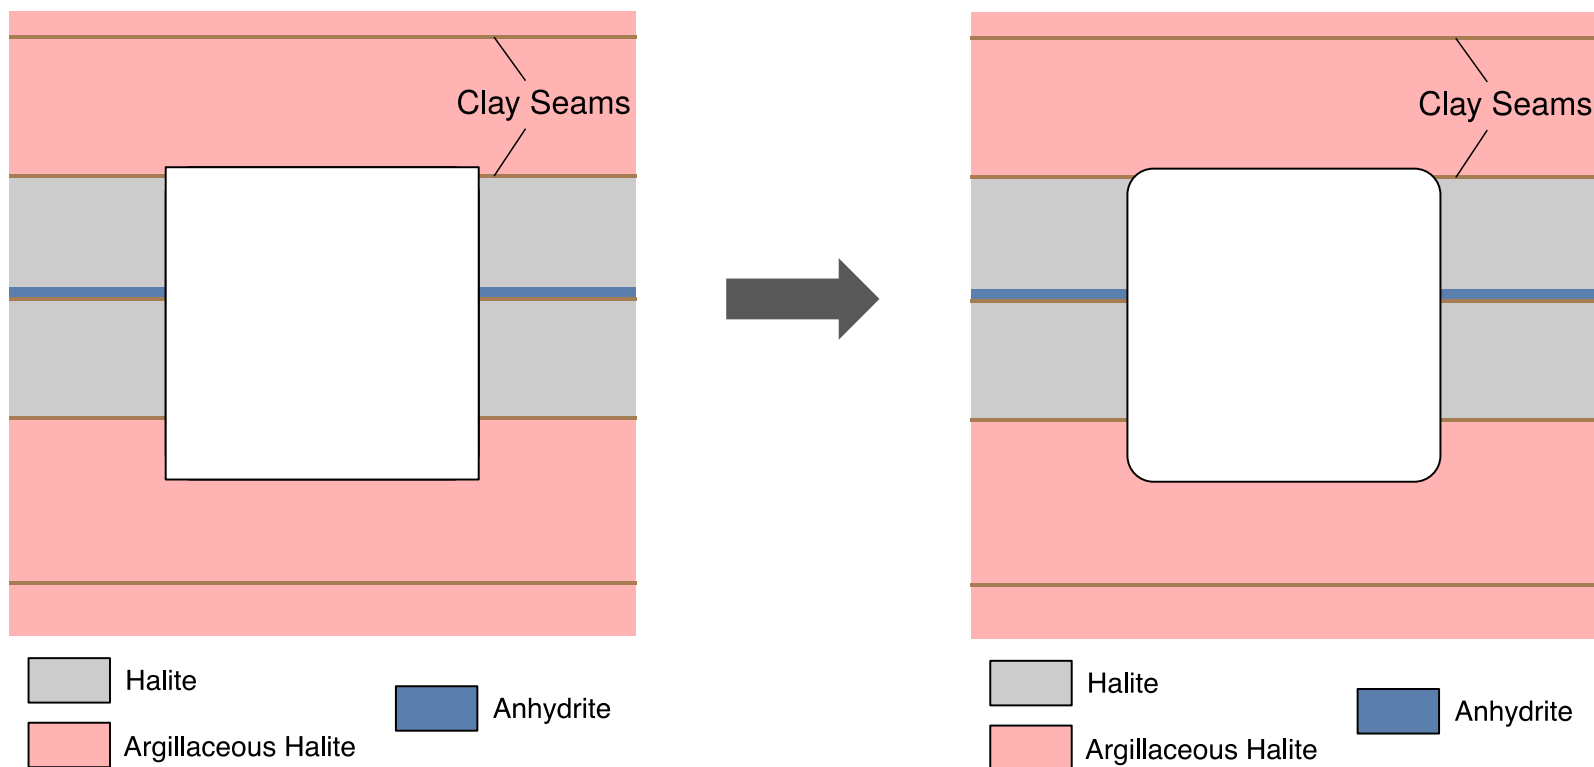 Clay Seams
Halite
Argillaceous Halite
Anhydrite
Clay Seams
Halite
Argillaceous Halite
Anhydrite